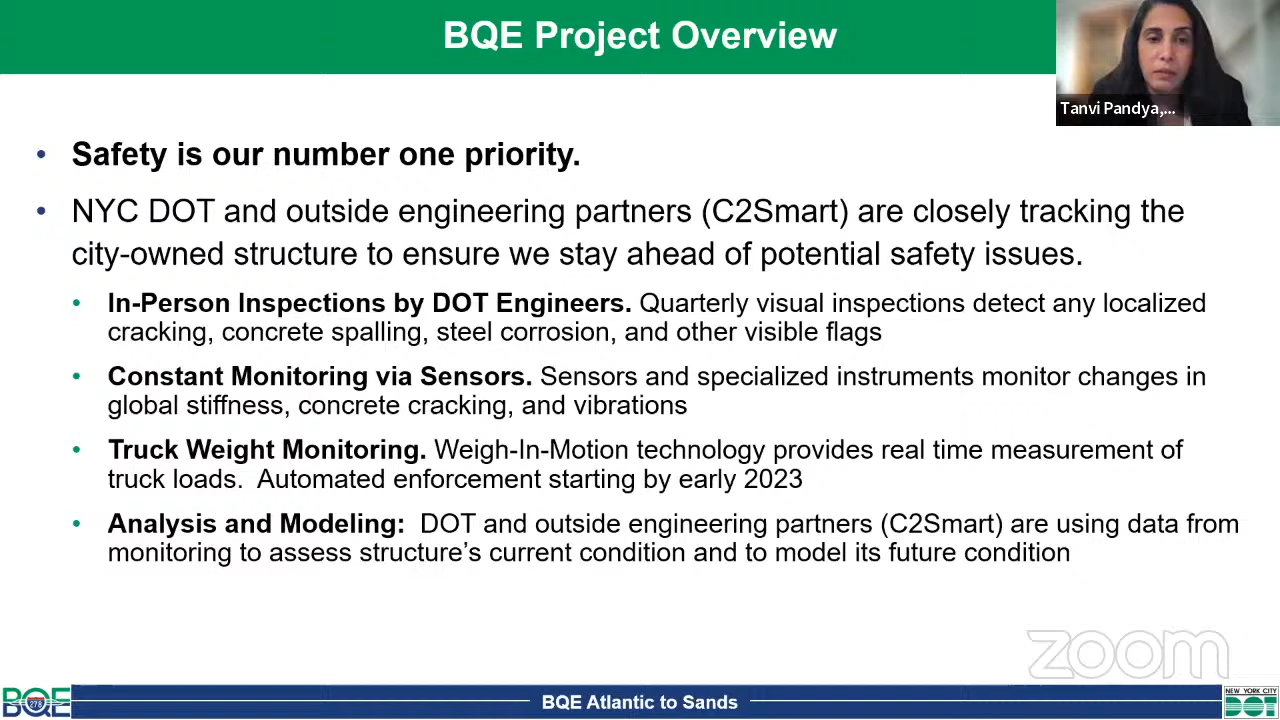 BQE Project Overview
Tanvi Pandya,...
• Safety is our number one priority.
• NYC DOT and outside engineering partners (C2Smart) are closely tracking the
city-owned structure to ensure we stay ahead of potential safety issues.
• In-Person Inspections by DOT Engineers. Quarterly visual inspections detect any localized
cracking, concrete spalling, steel corrosion, and other visible flags
• Constant Monitoring via Sensors. Sensors and specialized instruments monitor changes in
global stiffness, concrete cracking, and vibrations
• Truck Weight Monitoring. Weigh-In-Motion technology provides real time measurement of
truck loads.  Automated enforcement starting by early 2023
• Analysis and Modeling:  DOT and outside engineering partners (C2Smart) are using data from
monitoring to assess structure’s current condition and to model its future condition
zoom
BQE
278
BQE Atlantic to Sands
NEW YORK CITY
DOT